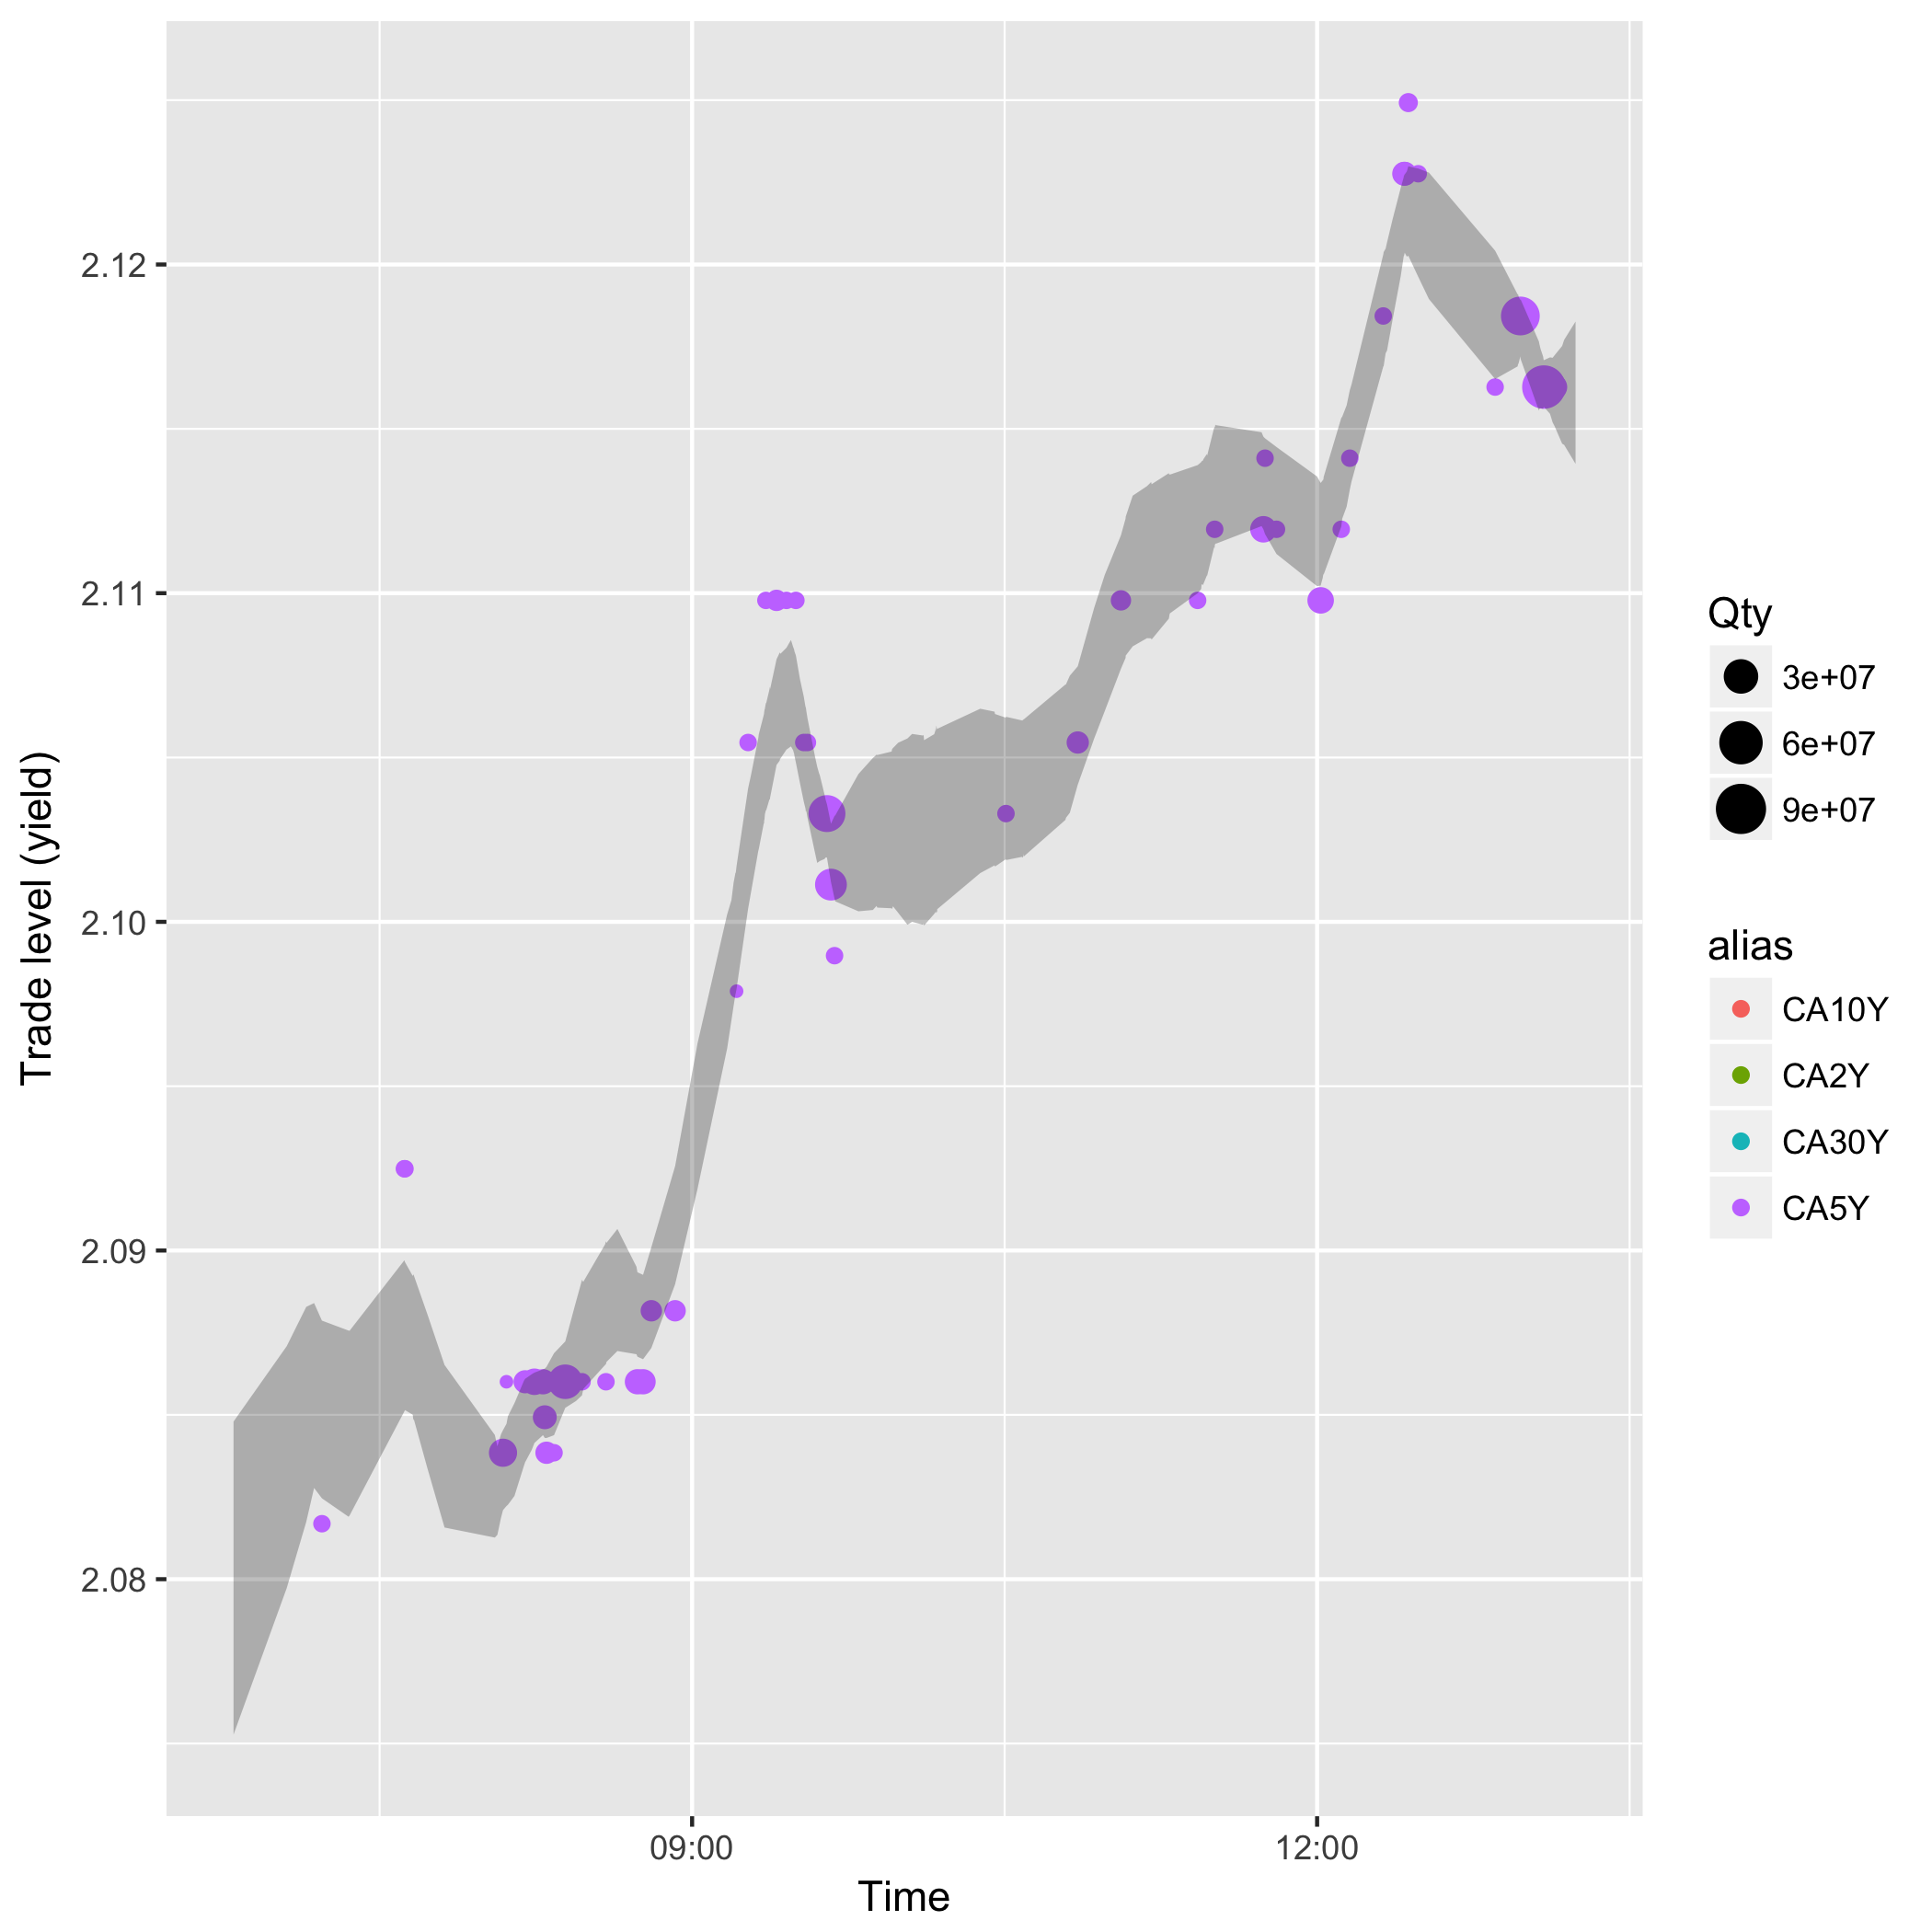 2.12
2.11
2.10
2.09
2.08
Trade level (yield)
09:00
12:00
Time
Qty
3e+07
6e+07
9e+07
alias
CA10Y
CA2Y
CA30Y
CA5Y